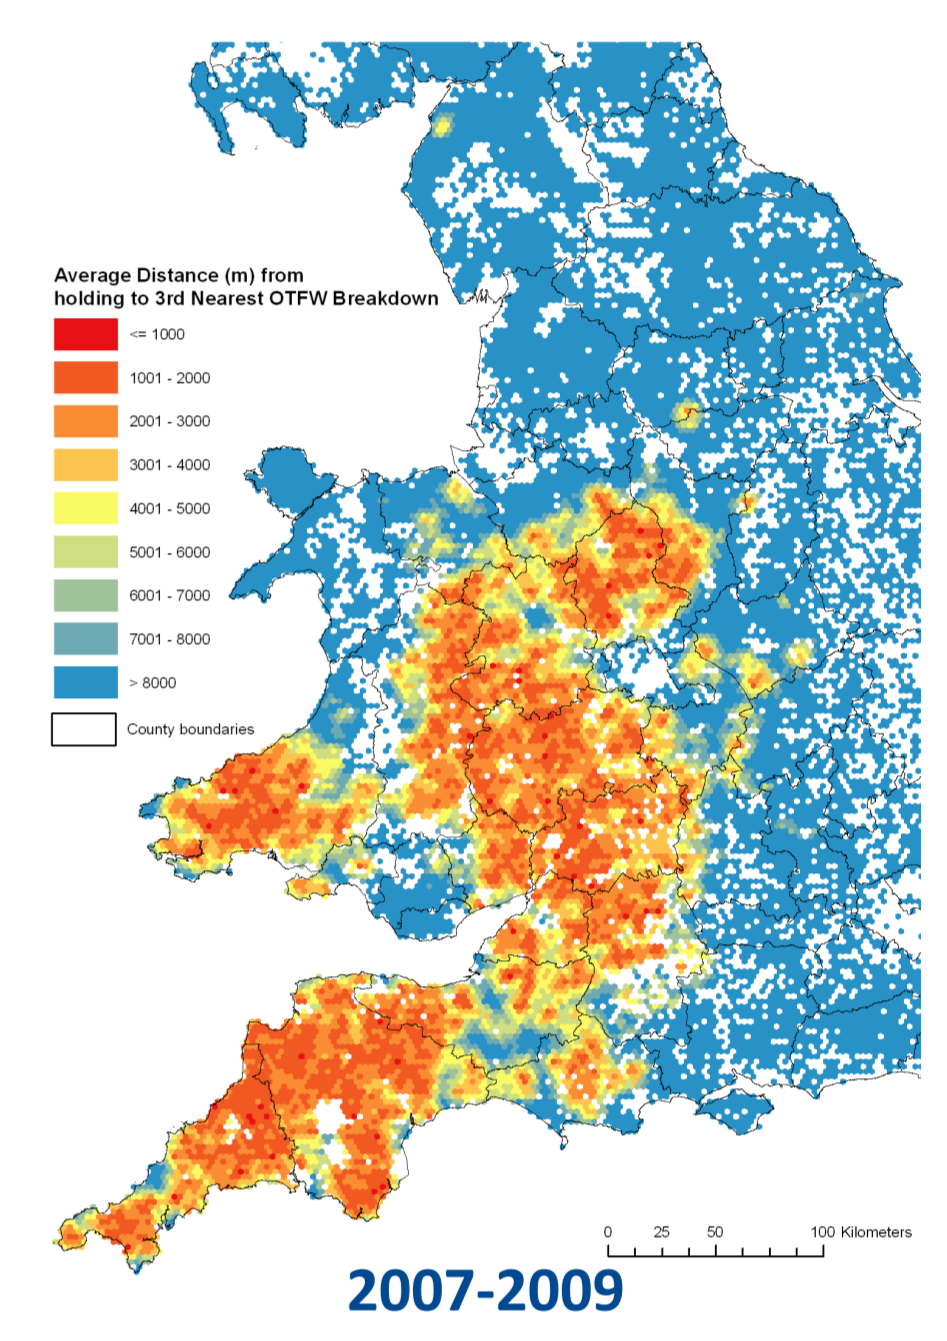 Average Distance (m) from
holding to 3rd Nearest OTFW Breakdown
<= 1000
1001 - 2000
2001 - 3000
3001 - 4000
4001 - 5000
5001 - 6000
6001 - 7000
7001 - 8000
> 8000
County boundaries
0 25 50 100 Kilometers
2007-2009